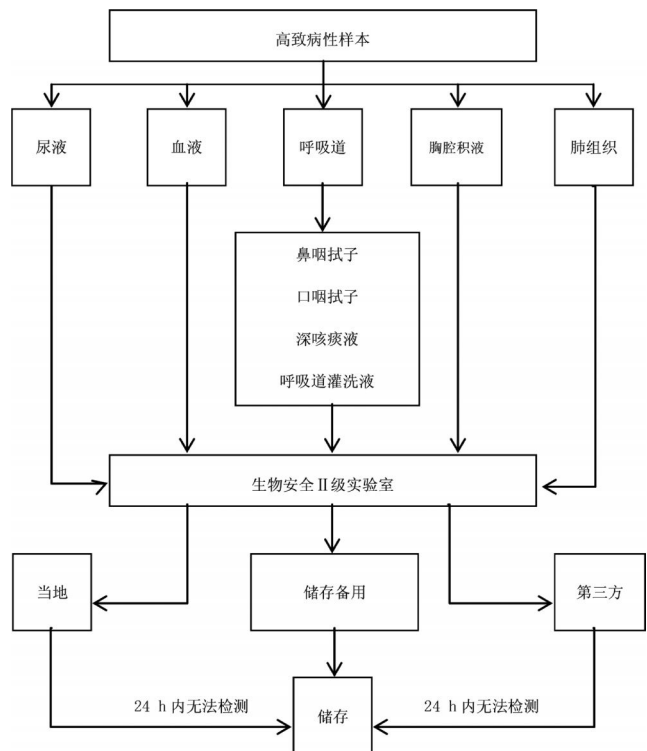 高致病性样本
尿液
血液
呼吸道
胸腔积液
肺组织
鼻咽拭子
口咽拭子
深咳痰液
呼吸道灌洗液
生物安全Ⅱ级实验室
当地
储存备用
第三方
24 h 内无法检测
储存
24 h 内无法检测